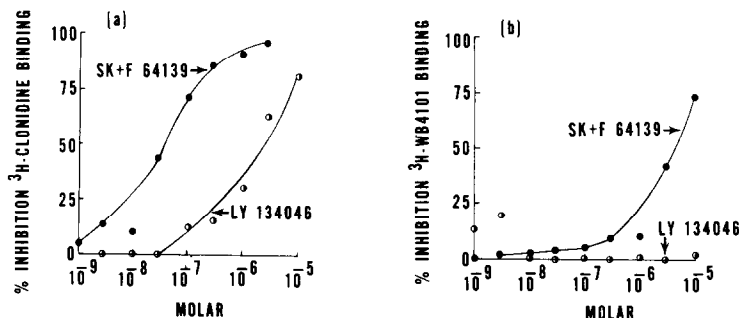 (a)
% INHIBITION ³H-CLONIDINE BINDING
100
75
50
25
0
SK+F 64139
LY 134046
10⁻⁹ 10⁻⁸ 10⁻⁷ 10⁻⁶ 10⁻⁵
MOLAR
(b)
% INHIBITION ³H-WB4101 BINDING
100
75
50
25
0
SK+F 64139
LY 134046
10⁻⁹ 10⁻⁸ 10⁻⁷ 10⁻⁶ 10⁻⁵
MOLAR